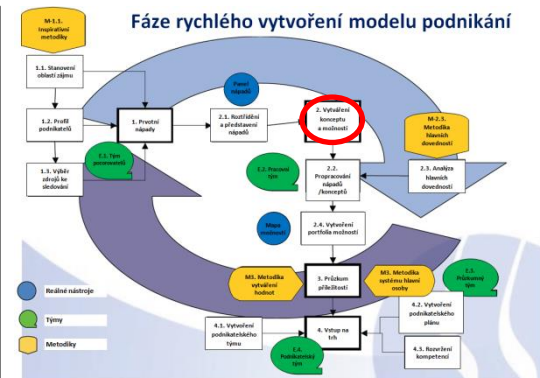 Fáze rychlého vytvoření modelu podnikání
M-1.1.
Inspirativní
metodiky
1.1. Stanovení
oblastí zájmu
1.2. Profil
podnikatelů
1.3. Výběr
zdrojů ke
sledování
E.1. Tým
pozorovatelů
1. Prvotní
nápady
Panel
nápadů
2.1. Roztřídění
a představení
nápadů
2. Vytváření
konceptu
a možností
M-2.3.
Metodika
hlavních
dovedností
E.2. Pracovní
tým
2.2.
Propracování
nápadů
/konceptů
2.3. Analýza
hlavních
dovedností
Mapa
možností
2.4. Vytvoření
portfolia možností
M3. Metodika
vytváření
hodnot
3. Průzkum
příležitostí
M3. Metodika
systému hlavní
osoby
E.3.
Průzkumný
tým
4.1. Vytvoření
podnikatelského
týmu
4. Vstup na
trh
4.2. Vytvoření
podnikatelského
plánu
4.3. Rozvržení
kompetencí
E.4.
Podnikatelský
tým
Reálné nástroje
Týmy
Metodiky